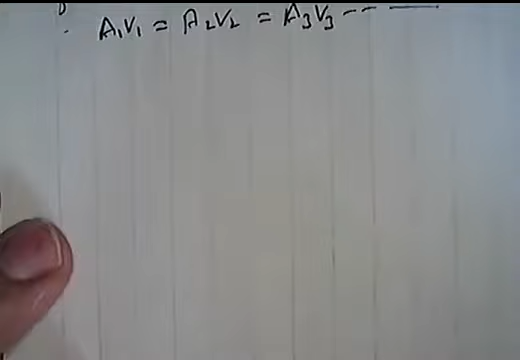 A₁V₁ = A₂V₂ = A₃V₃ -- —